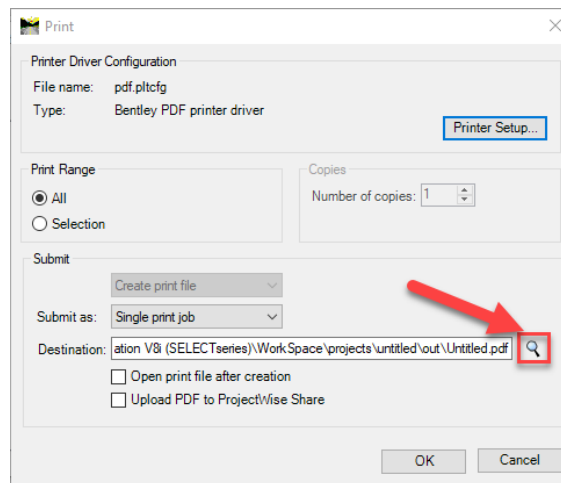 Print
Printer Driver Configuration
File name: pdf.pltcfg
Type: Bentley PDF printer driver
Printer Setup...
Print Range
All
Selection
Copies
Number of copies: 1
Submit
Create print file
Submit as: Single print job
Destination: ation V8i (SELECTseries)\WorkSpace\projects\untitled\out\Untitled.pdf
Open print file after creation
Upload PDF to ProjectWise Share
OK Cancel